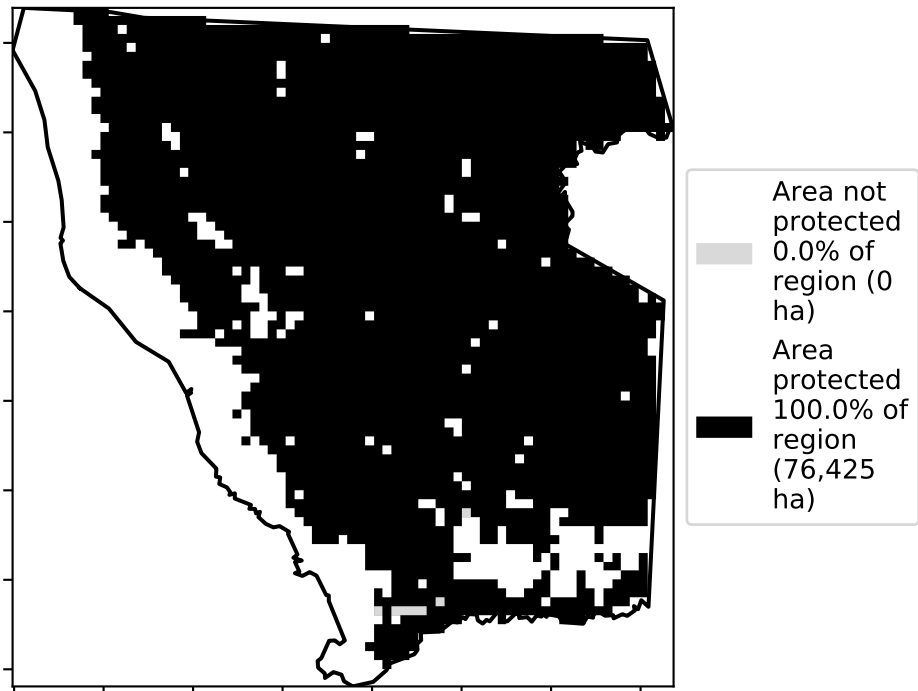 Area not
protected
0.0% of
region (0
ha)
Area
protected
100.0% of
region
(76,425
ha)